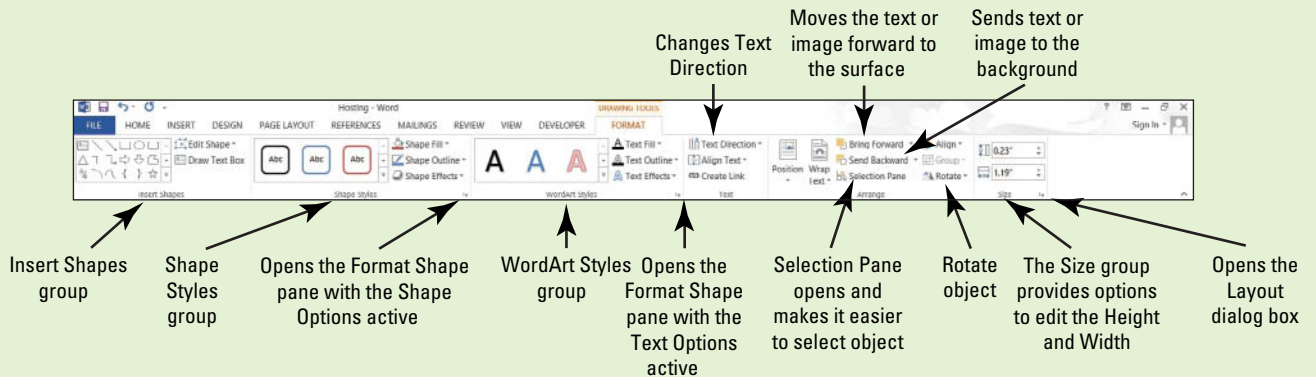 Changes Text
Direction
Moves the text or
image forward to
the surface
Sends text or
image to the
background
Hosting - Word
DRAWING TOOLS
Sign In
FILE HOME INSERT DESIGN PAGE LAYOUT REFERENCES MAILINGS REVIEW VIEW DEVELOPER FORMAT
Edit Shape
Draw Text Box
Insert Shapes
Abc Abc Abc
Shape Fill
Shape Outline
Shape Effects
Shape Styles
A A A
Text Fill
Text Outline
Text Effects
WordArt Styles
Text Direction
Align Text
Create Link
Text
Position
Wrap
Text
Bring Forward
Send Backward
Selection Pane
Align
Group
Rotate
Arrange
0.23"
1.19"
Size
Insert Shapes
group
Shape
Styles
group
Opens the Format Shape
pane with the Shape
Options active
WordArt Styles
group
Opens the
Format Shape
pane with the
Text Options
active
Selection Pane
opens and
makes it easier
to select object
Rotate
object
The Size group
provides options
to edit the Height
and Width
Opens the
Layout
dialog box